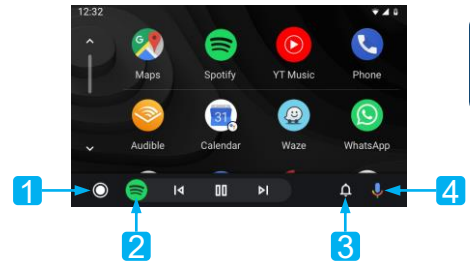 12:32
G
Maps
Spotify
YT Music
Phone
31
Audible
Calendar
Waze
WhatsApp
1
4
2
3